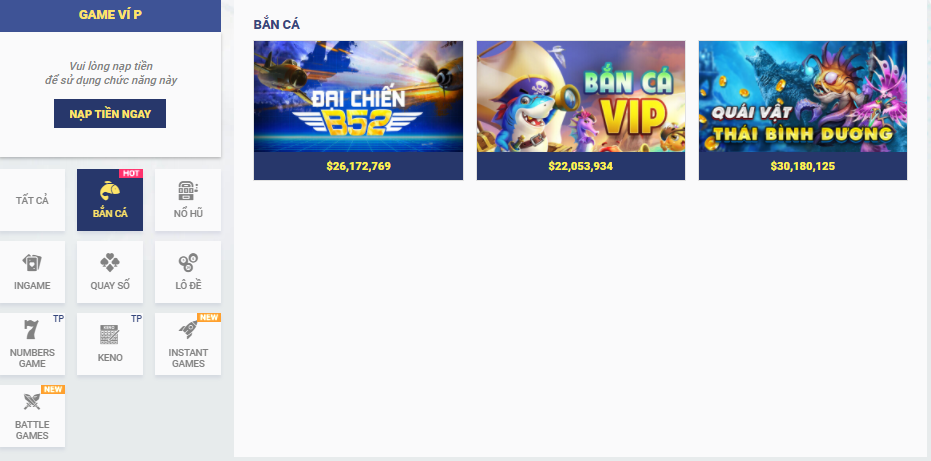 GAME VÍ P
Vui lòng nạp tiền
để sử dụng chức năng này
NẠP TIỀN NGAY
TẤT CẢ
HOT
BẮN CÁ
NỔ HŨ
INGAME
QUAY SỐ
LÔ ĐỀ
7
TP
NUMBERS
GAME
TP
KENO
KENO
NEW
INSTANT
GAMES
NEW
BATTLE
GAMES
BẮN CÁ
ĐẠI CHIẾN
B52
$26,172,769
BẮN CÁ
VIP
$22,053,934
QUÁI VẬT
THÁI BÌNH DƯƠNG
$30,180,125